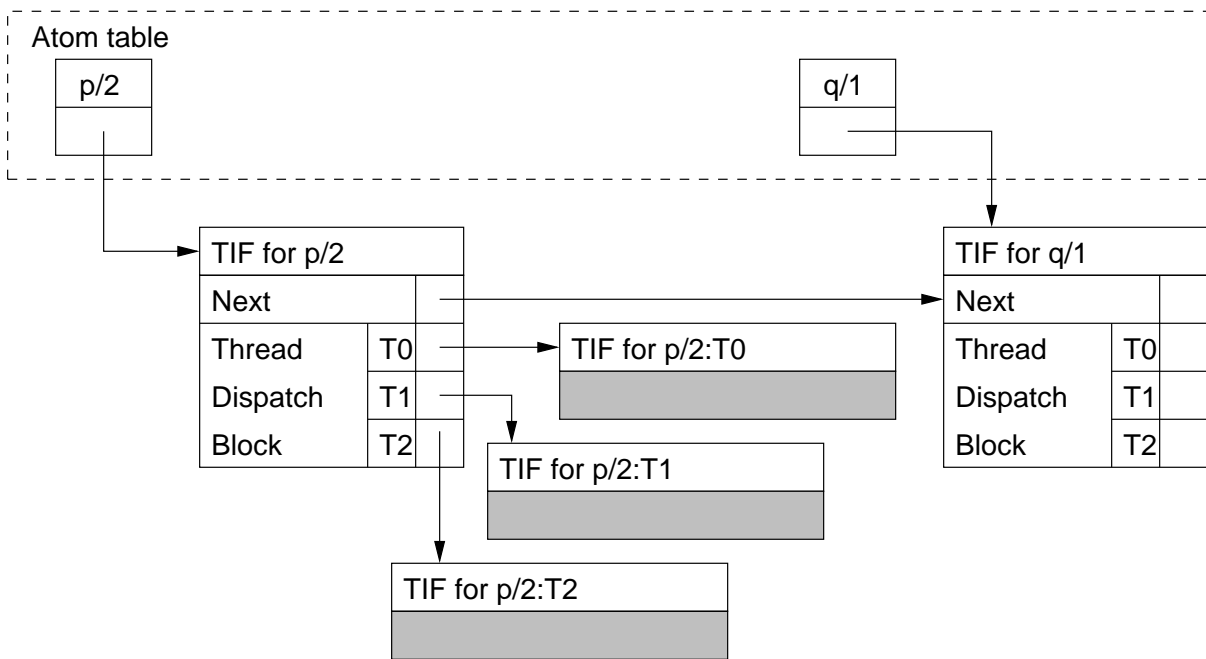 Atom table
p/2
q/1
TIF for p/2
TIF for q/1
Next
Next
Thread T0
TIF for p/2:T0
Thread T0
Dispatch T1
Dispatch T1
Block T2
Block T2
TIF for p/2:T1
TIF for p/2:T2